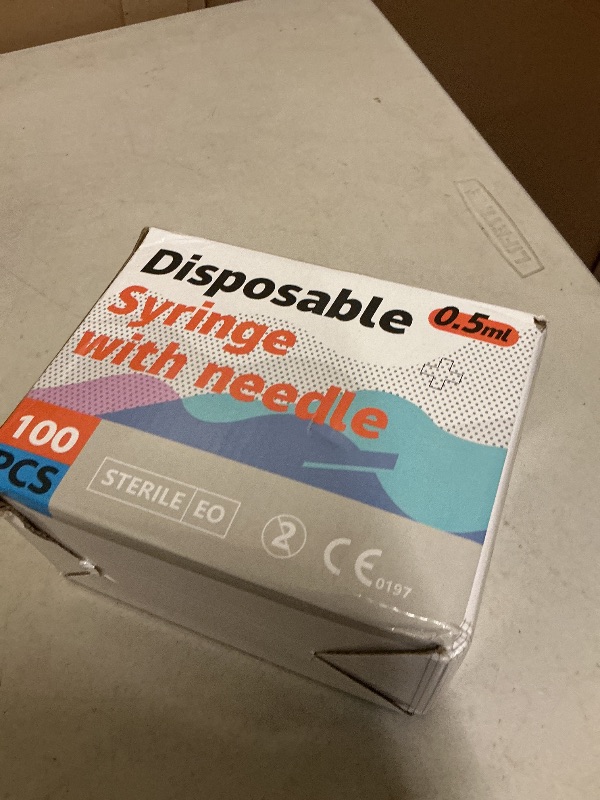 Disposable
0.5ml
Syringe
with needle
100
PCS
STERILE EO
2
CE 0197